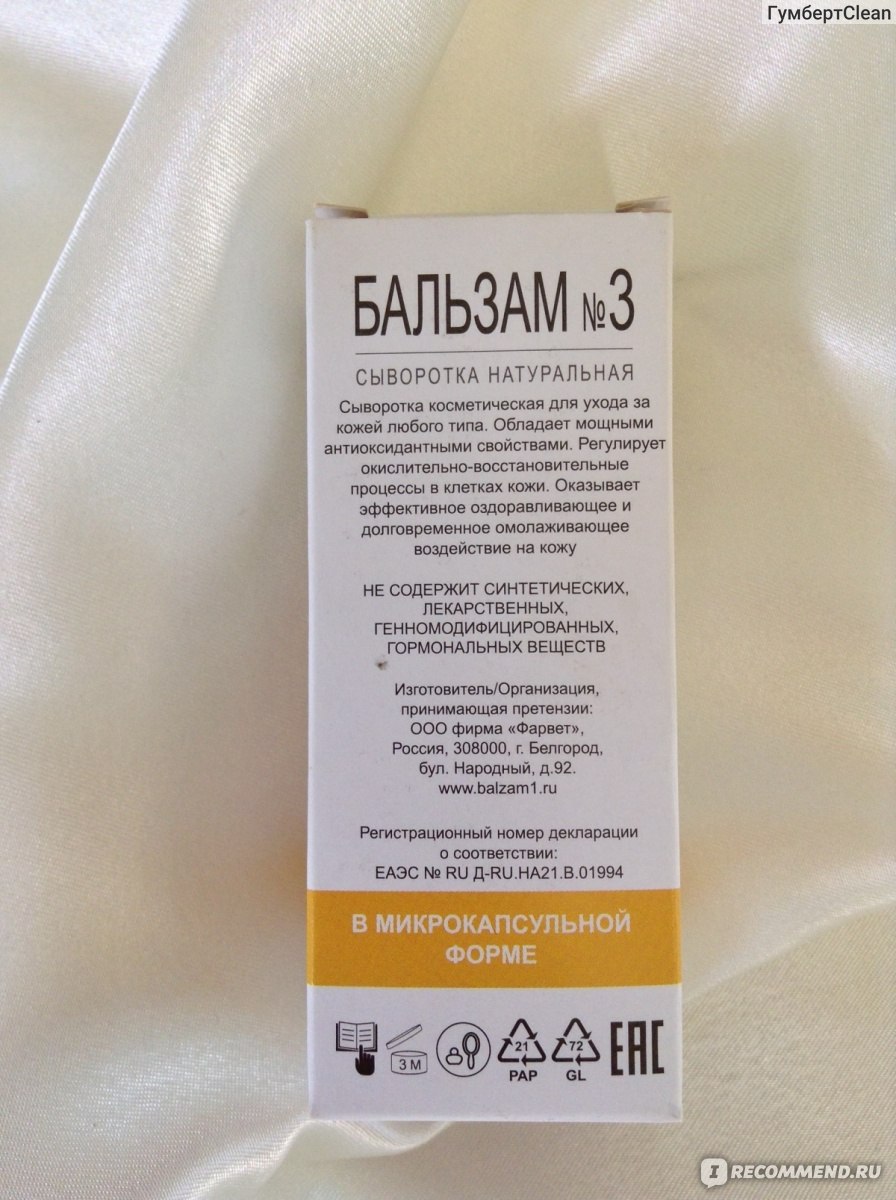 ГумбертClean
БАЛЬЗАМ №3
СЫВОРОТКА НАТУРАЛЬНАЯ
Сыворотка косметическая для ухода за
кожей любого типа. Обладает мощными
антиоксидантными свойствами. Регулирует
окислительно-восстановительные
процессы в клетках кожи. Оказывает
эффективное оздоравливающее и
долговременное омолаживающее
воздействие на кожу
НЕ СОДЕРЖИТ СИНТЕТИЧЕСКИХ,
ЛЕКАРСТВЕННЫХ,
ГЕННОМОДИФИЦИРОВАННЫХ,
ГОРМОНАЛЬНЫХ ВЕЩЕСТВ
Изготовитель/Организация,
принимающая претензии:
ООО фирма «Фарвет»,
Россия, 308000, г. Белгород,
бул. Народный, д.92.
www.balzam1.ru
Регистрационный номер декларации
о соответствии:
ЕАЭС № RU Д-RU.НА21.В.01994
В МИКРОКАПСУЛЬНОЙ
ФОРМЕ
3 М
21
PAP
72
GL
EAC
IRECOMMEND.RU